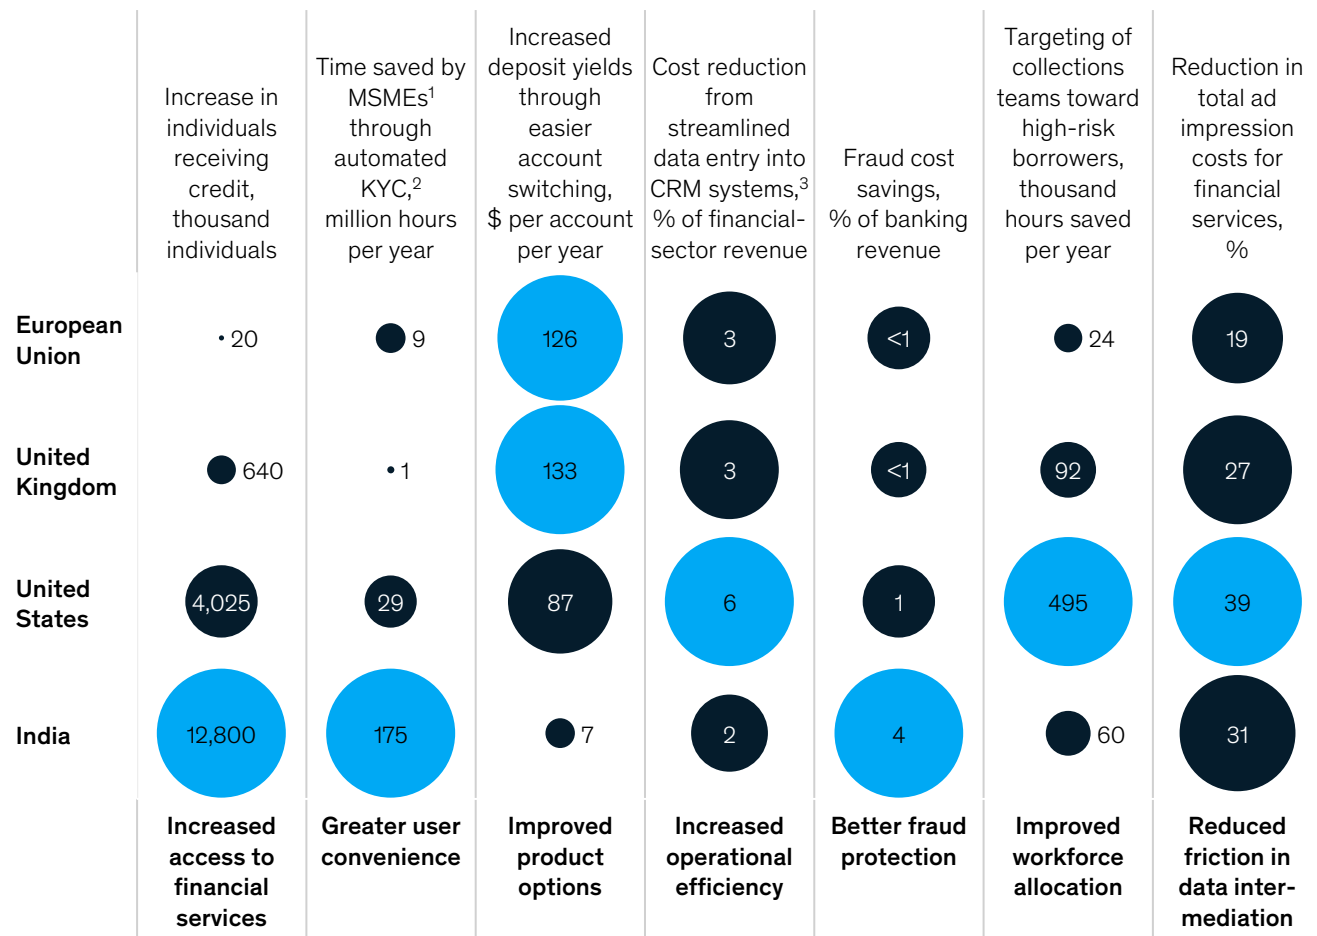 Increase in
individuals
receiving
credit,
thousand
individuals
Time saved by
MSMEs¹
through
automated
KYC,²
million hours
per year
Increased
deposit yields
through
easier
account
switching,
$ per account
per year
Cost reduction
from
streamlined
data entry into
CRM systems,³
% of financial-
sector revenue
Fraud cost
savings,
% of banking
revenue
Targeting of
collections
teams toward
high-risk
borrowers,
thousand
hours saved
per year
Reduction in
total ad
impression
costs for
financial
services,
%
European
Union
20
9
126
3
<1
24
19
United
Kingdom
640
1
133
3
<1
92
27
United
States
4,025
29
87
6
1
495
39
India
12,800
175
7
2
4
60
31
Increased
access to
financial
services
Greater user
convenience
Improved
product
options
Increased
operational
efficiency
Better fraud
protection
Improved
workforce
allocation
Reduced
friction in
data inter-
mediation